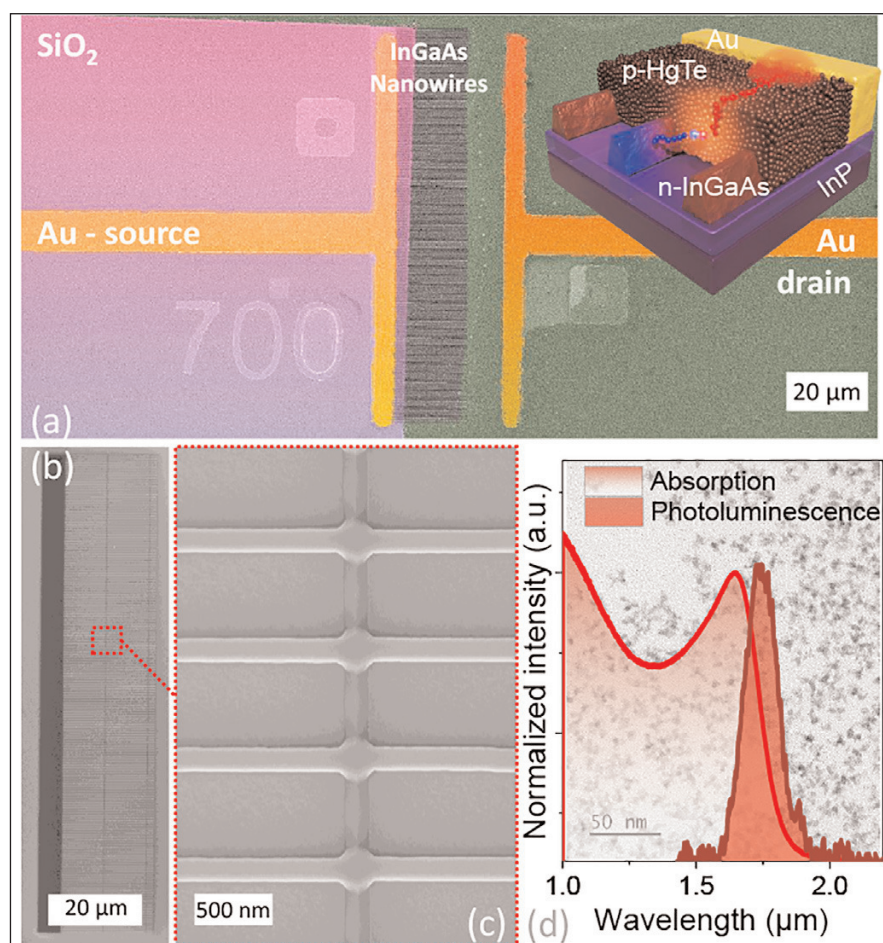 SiO₂
InGaAs
Nanowires
Au
p-HgTe
n-InGaAs
InP
Au - source
Au
drain
700
20 µm
(a)
(b)
20 µm
500 nm
(c)
Absorption
Photoluminescence
Normalized intensity (a.u.)
50 nm
1.0 1.5 2.0
Wavelength (µm)
(d)